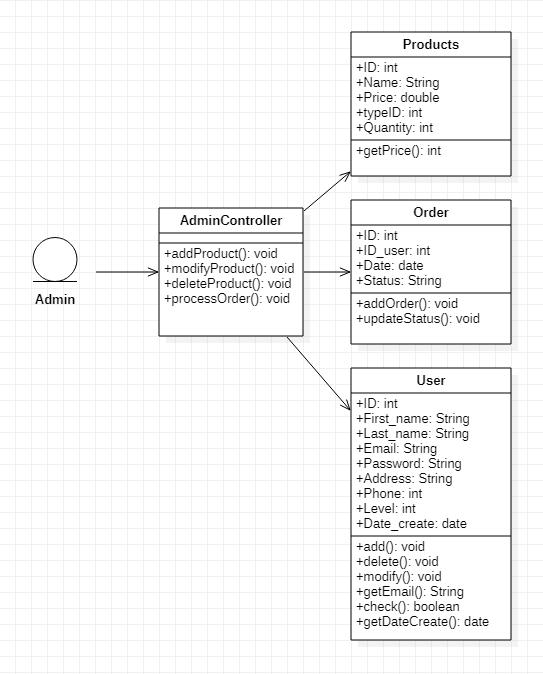 Products
+ID: int
+Name: String
+Price: double
+typeID: int
+Quantity: int
+getPrice(): int
AdminController
+addProduct(): void
+modifyProduct(): void
+deleteProduct(): void
+processOrder(): void
Admin
Order
+ID: int
+ID_user: int
+Date: date
+Status: String
+addOrder(): void
+updateStatus(): void
User
+ID: int
+First_name: String
+Last_name: String
+Email: String
+Password: String
+Address: String
+Phone: int
+Level: int
+Date_create: date
+add(): void
+delete(): void
+modify(): void
+getEmail(): String
+check(): boolean
+getDateCreate(): date